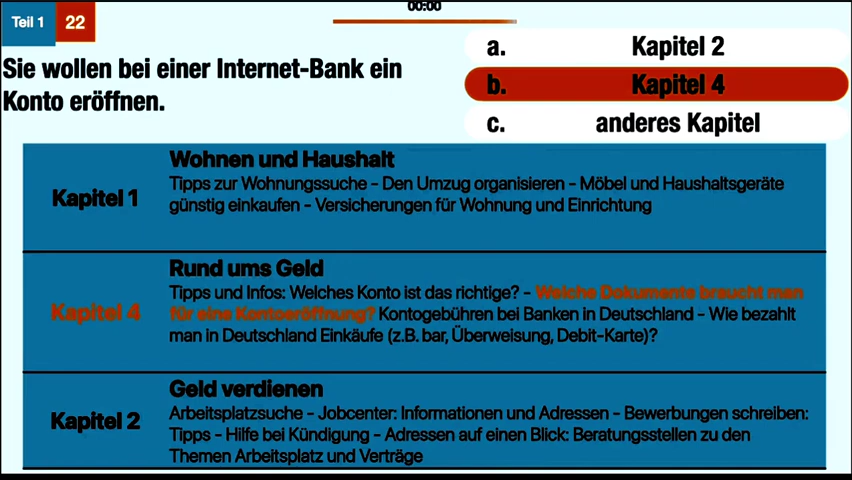 Teil 1
22
00:00
Sie wollen bei einer Internet-Bank ein
Konto eröffnen.
a. Kapitel 2
b. Kapitel 4
c. anderes Kapitel
Kapitel 1
Wohnen und Haushalt
Tipps zur Wohnungssuche – Den Umzug organisieren – Möbel und Haushaltsgeräte
günstig einkaufen – Versicherungen für Wohnung und Einrichtung
Kapitel 4
Rund ums Geld
Tipps und Infos: Welches Konto ist das richtige? – Welche Dokumente braucht man
für eine Kontoeröffnung? Kontogebühren bei Banken in Deutschland – Wie bezahlt
man in Deutschland Einkäufe (z.B. bar, Überweisung, Debit-Karte)?
Kapitel 2
Geld verdienen
Arbeitsplatzsuche – Jobcenter: Informationen und Adressen – Bewerbungen schreiben:
Tipps – Hilfe bei Kündigung – Adressen auf einen Blick: Beratungsstellen zu den
Themen Arbeitsplatz und Verträge